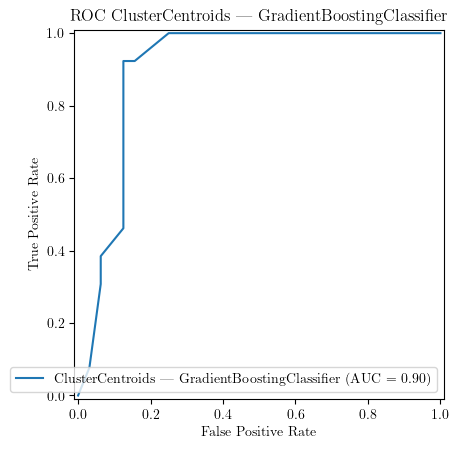 ROC ClusterCentroids — GradientBoostingClassifier
1.0
0.8
0.6
0.4
0.2
0.0
True Positive Rate
ClusterCentroids — GradientBoostingClassifier (AUC = 0.90)
0.0 0.2 0.4 0.6 0.8 1.0
False Positive Rate